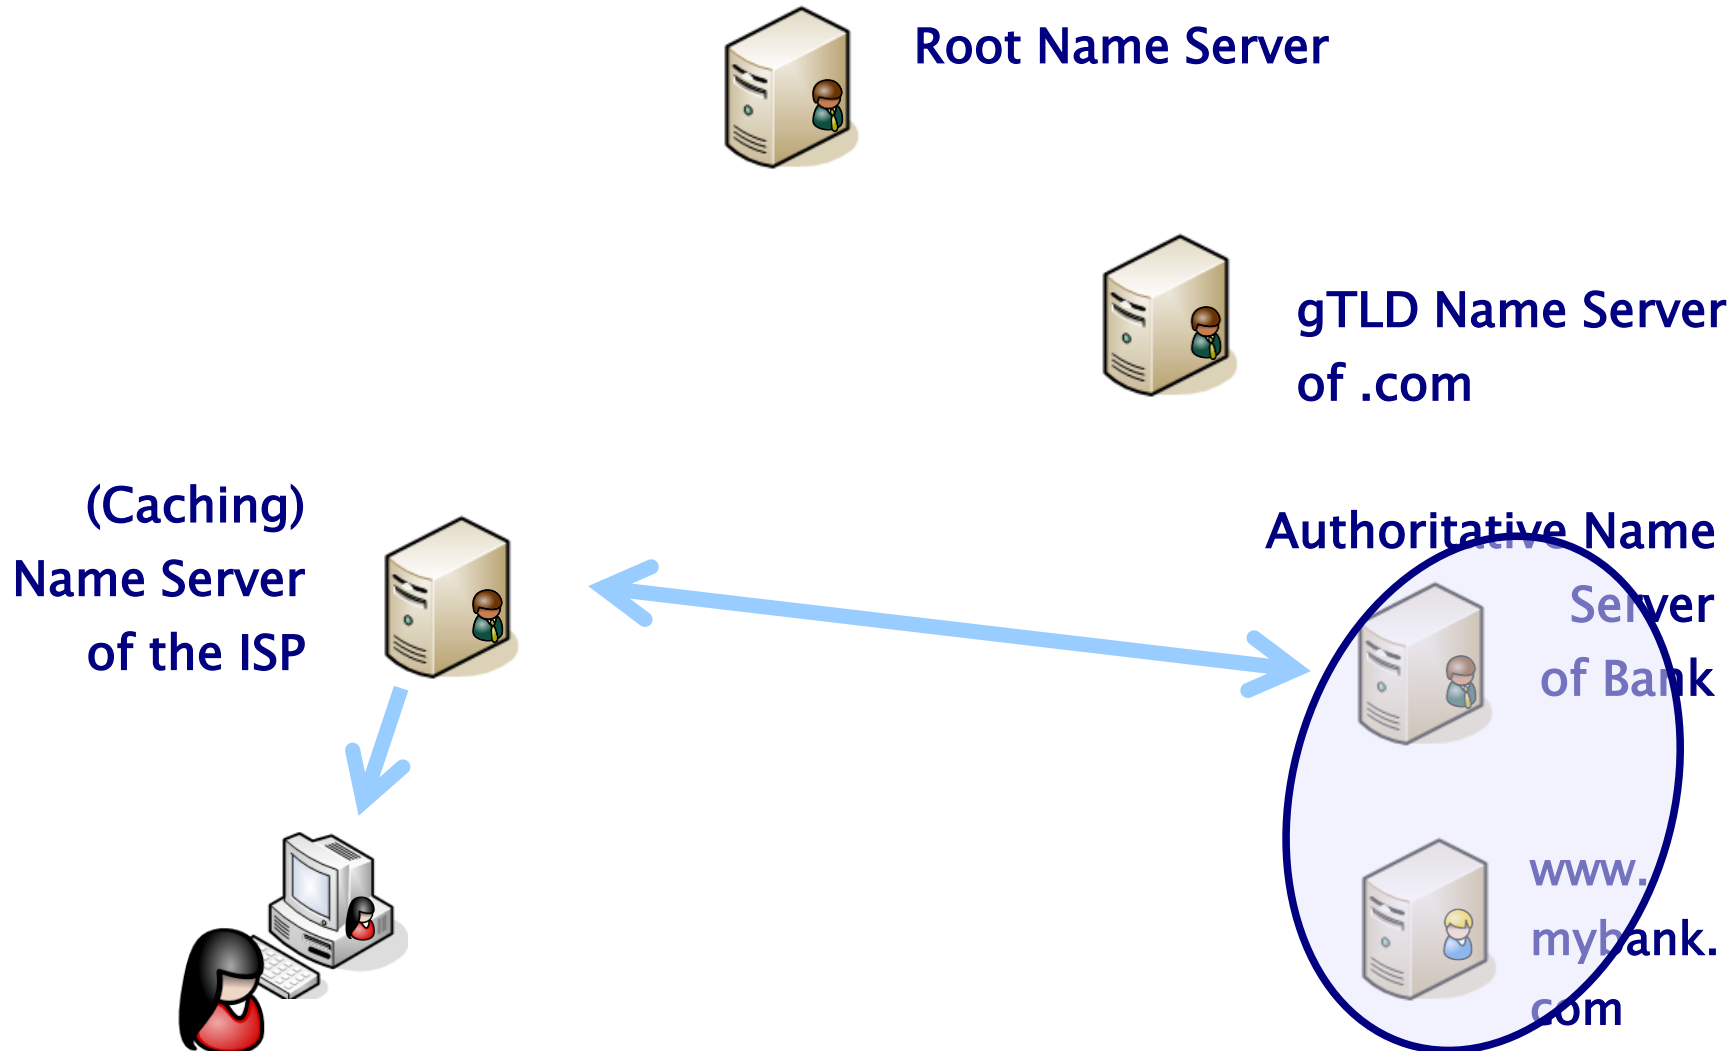 Root Name Server
gTLD Name Server
of .com
(Caching)
Name Server
of the ISP
Authoritative Name
Server
of Bank
www.
mybank.
com